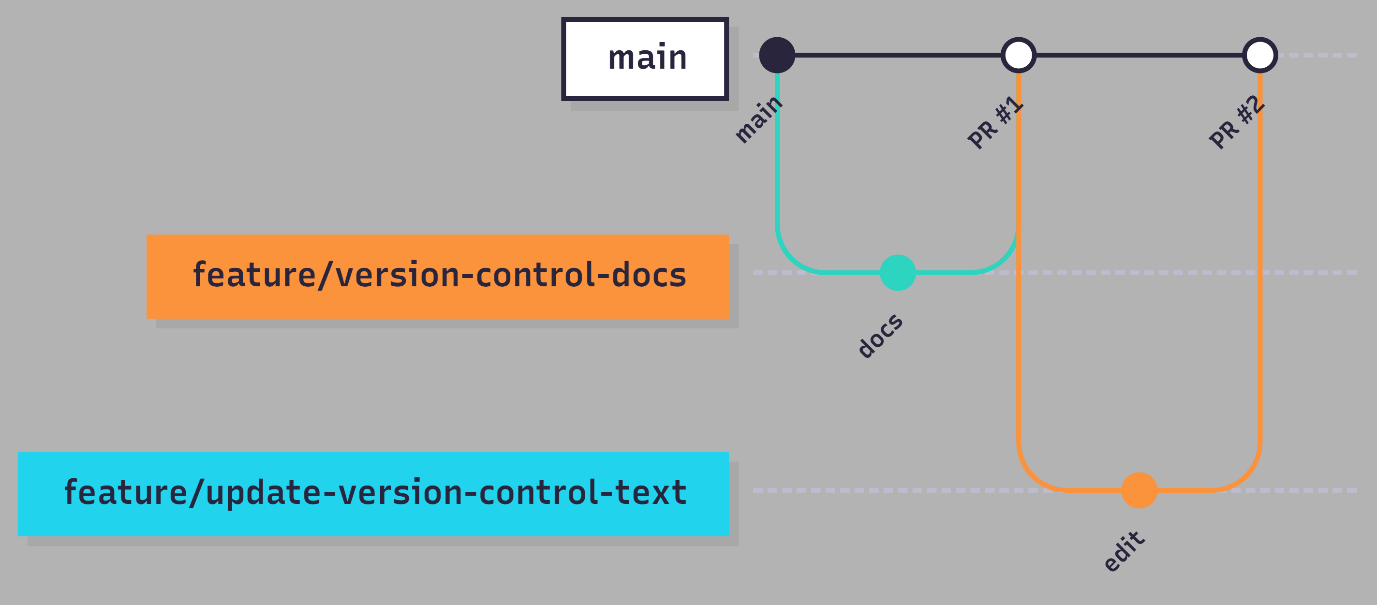 main
main
PR #1
PR #2
feature/version-control-docs
docs
feature/update-version-control-text
edit